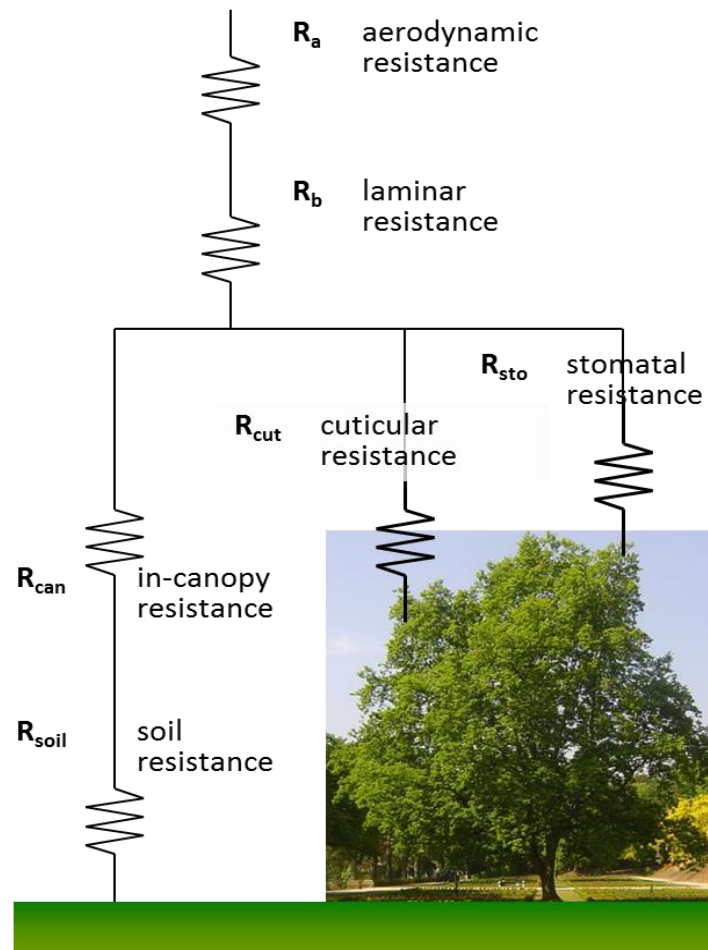 Ra aerodynamic
resistance
Rb laminar
resistance
Rsto stomatal
resistance
Rcut cuticular
resistance
Rcan in-canopy
resistance
Rsoil soil
resistance